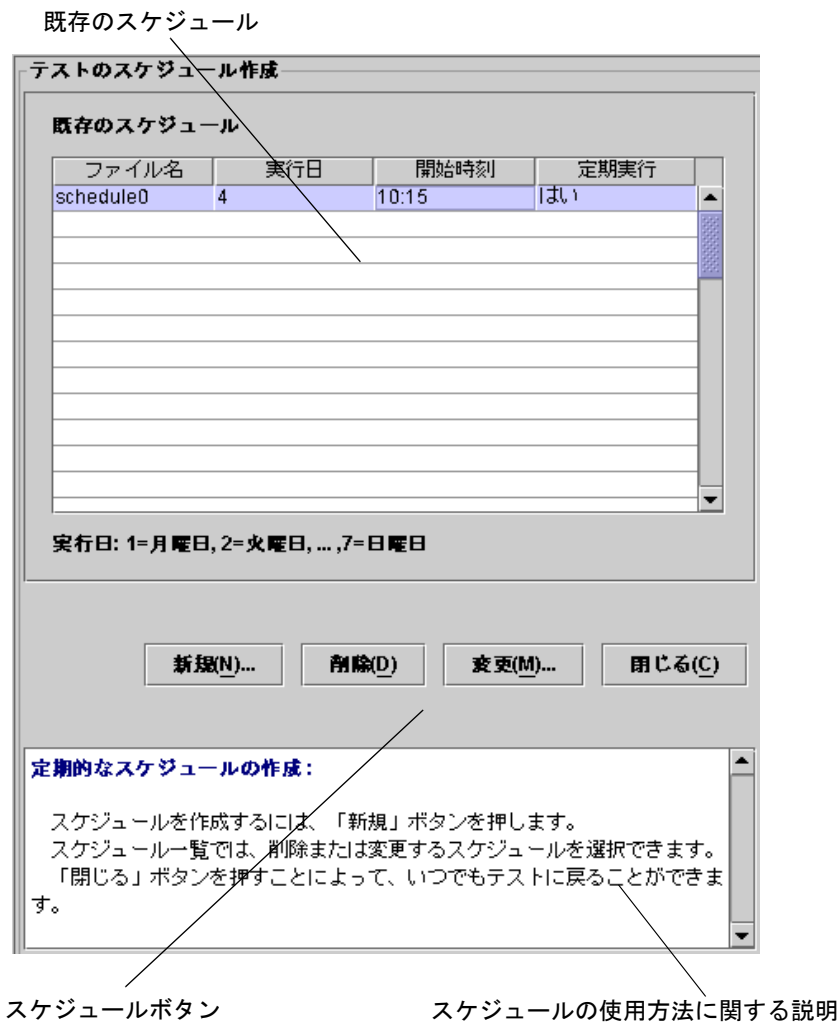 既存のスケジュール
テストのスケジュール作成
既存のスケジュール
ファイル名 実行日 開始時刻 定期実行
schedule0 4 10:15 はい
実行日: 1=月曜日, 2=火曜日, ... ,7=日曜日
新規(N)... 削除(D) 変更(M)... 閉じる(C)
定期的なスケジュールの作成：
スケジュールを作成するには、「新規」ボタンを押します。
スケジュール一覧では、削除または変更するスケジュールを選択できます。
「閉じる」ボタンを押すことによって、いつでもテストに戻ることができま
す。
スケジュールボタン スケジュールの使用方法に関する説明